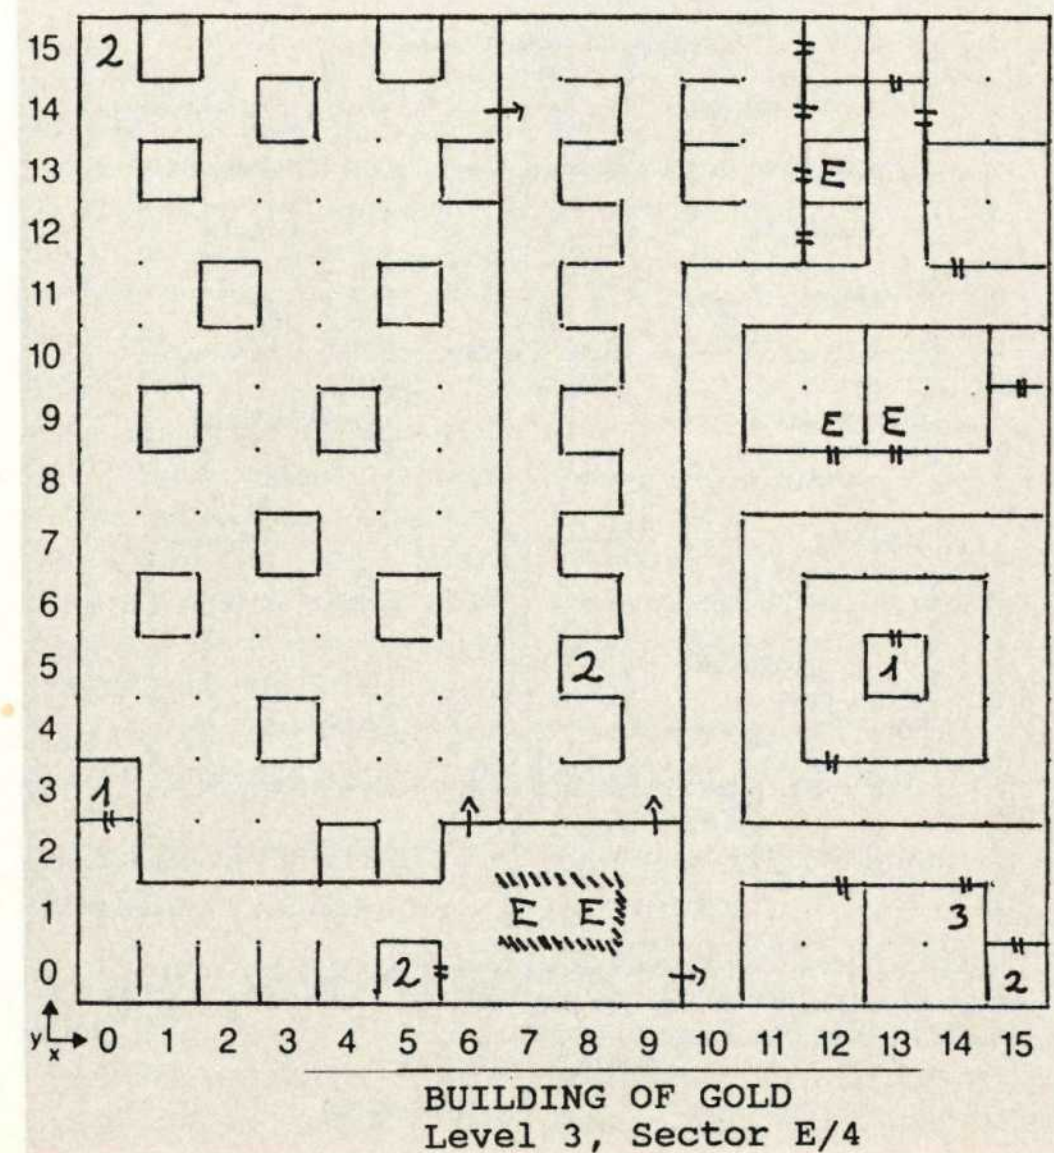 15 2
14
13 E
12
11
10
9 E E
8
7
6
5 2 1
4
3 1
2
1 E E 3
0 2 2
y x 0 1 2 3 4 5 6 7 8 9 10 11 12 13 14 15
BUILDING OF GOLD
Level 3, Sector E/4